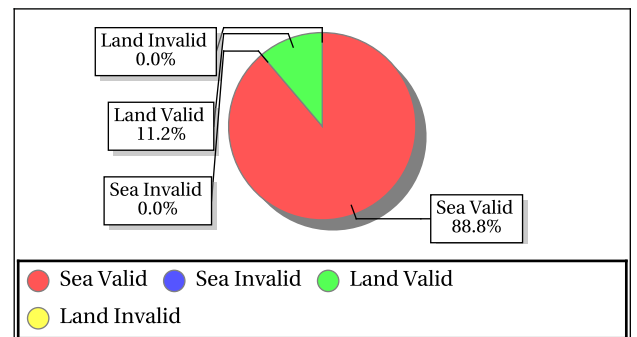 Land Invalid
0.0%
Land Valid
11.2%
Sea Invalid
0.0%
Sea Valid
88.8%
Sea Valid Sea Invalid Land Valid
Land Invalid